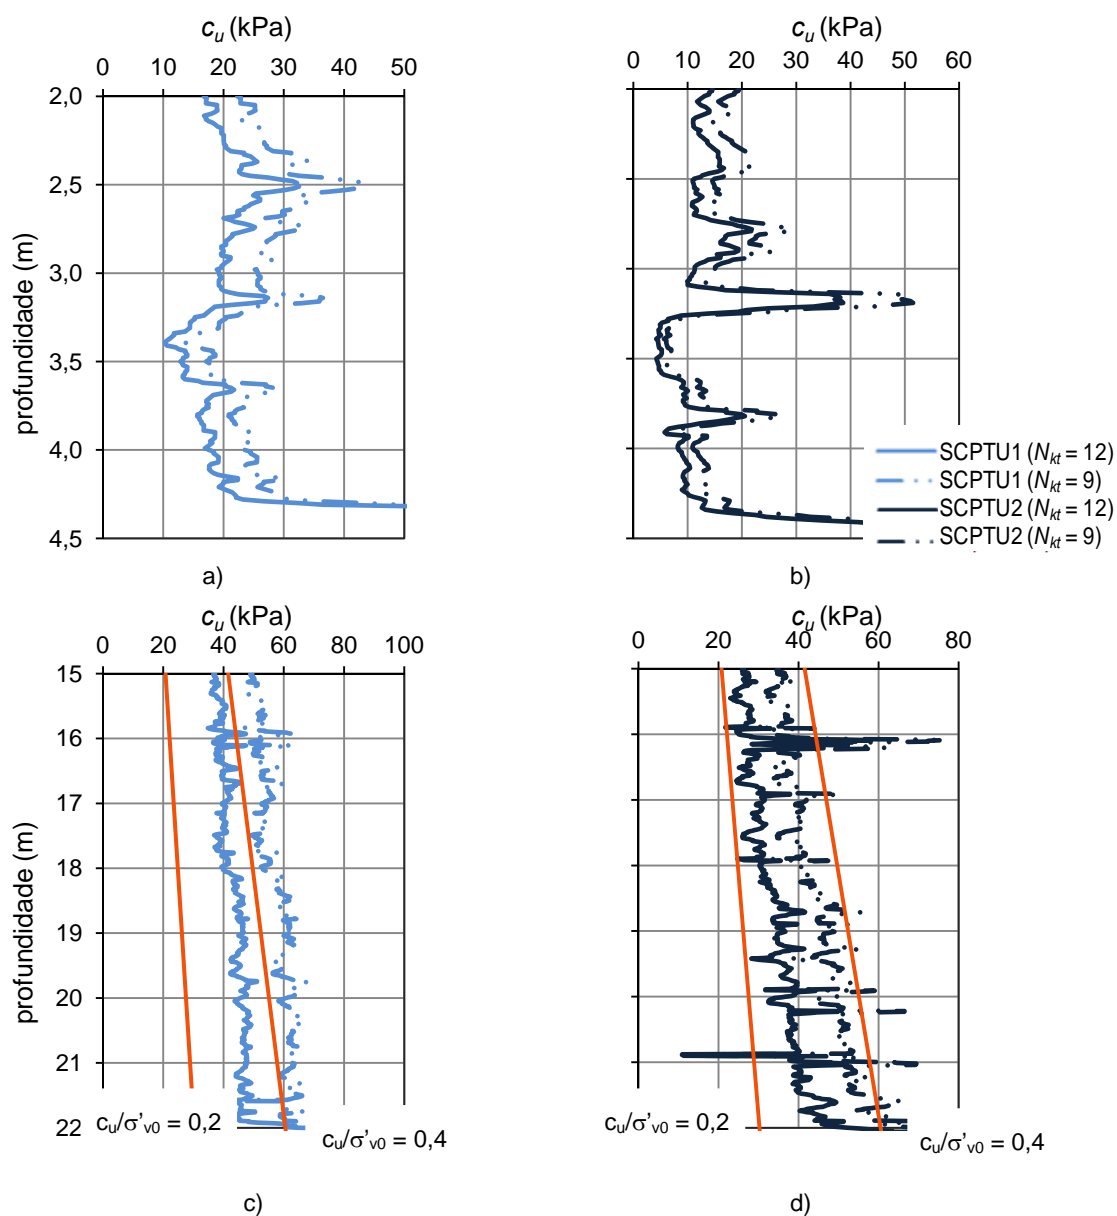 c_u (kPa)
0 10 20 30 40 50
2,0
2,5
3,0
3,5
4,0
4,5
profundidade (m)
a)
c_u (kPa)
0 10 20 30 40 50 60
SCPTU1 (N_kt = 12)
SCPTU1 (N_kt = 9)
SCPTU2 (N_kt = 12)
SCPTU2 (N_kt = 9)
b)
c_u (kPa)
0 20 40 60 80 100
15
16
17
18
19
20
21
22
profundidade (m)
c_u/σ'_v0 = 0,2
c_u/σ'_v0 = 0,4
c)
c_u (kPa)
0 20 40 60 80
c_u/σ'_v0 = 0,2
c_u/σ'_v0 = 0,4
d)